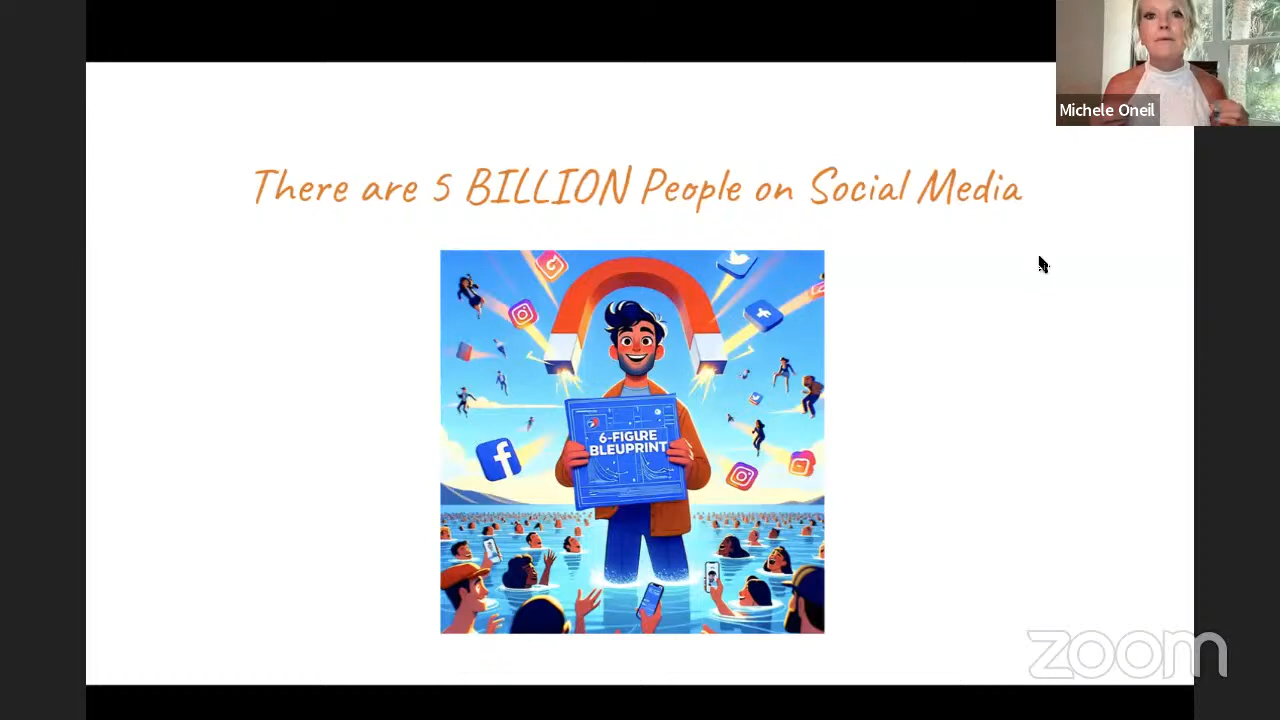 Michele Oneil
There are 5 BILLION People on Social Media
6-FIGURE
BLEUPRINT
zoom